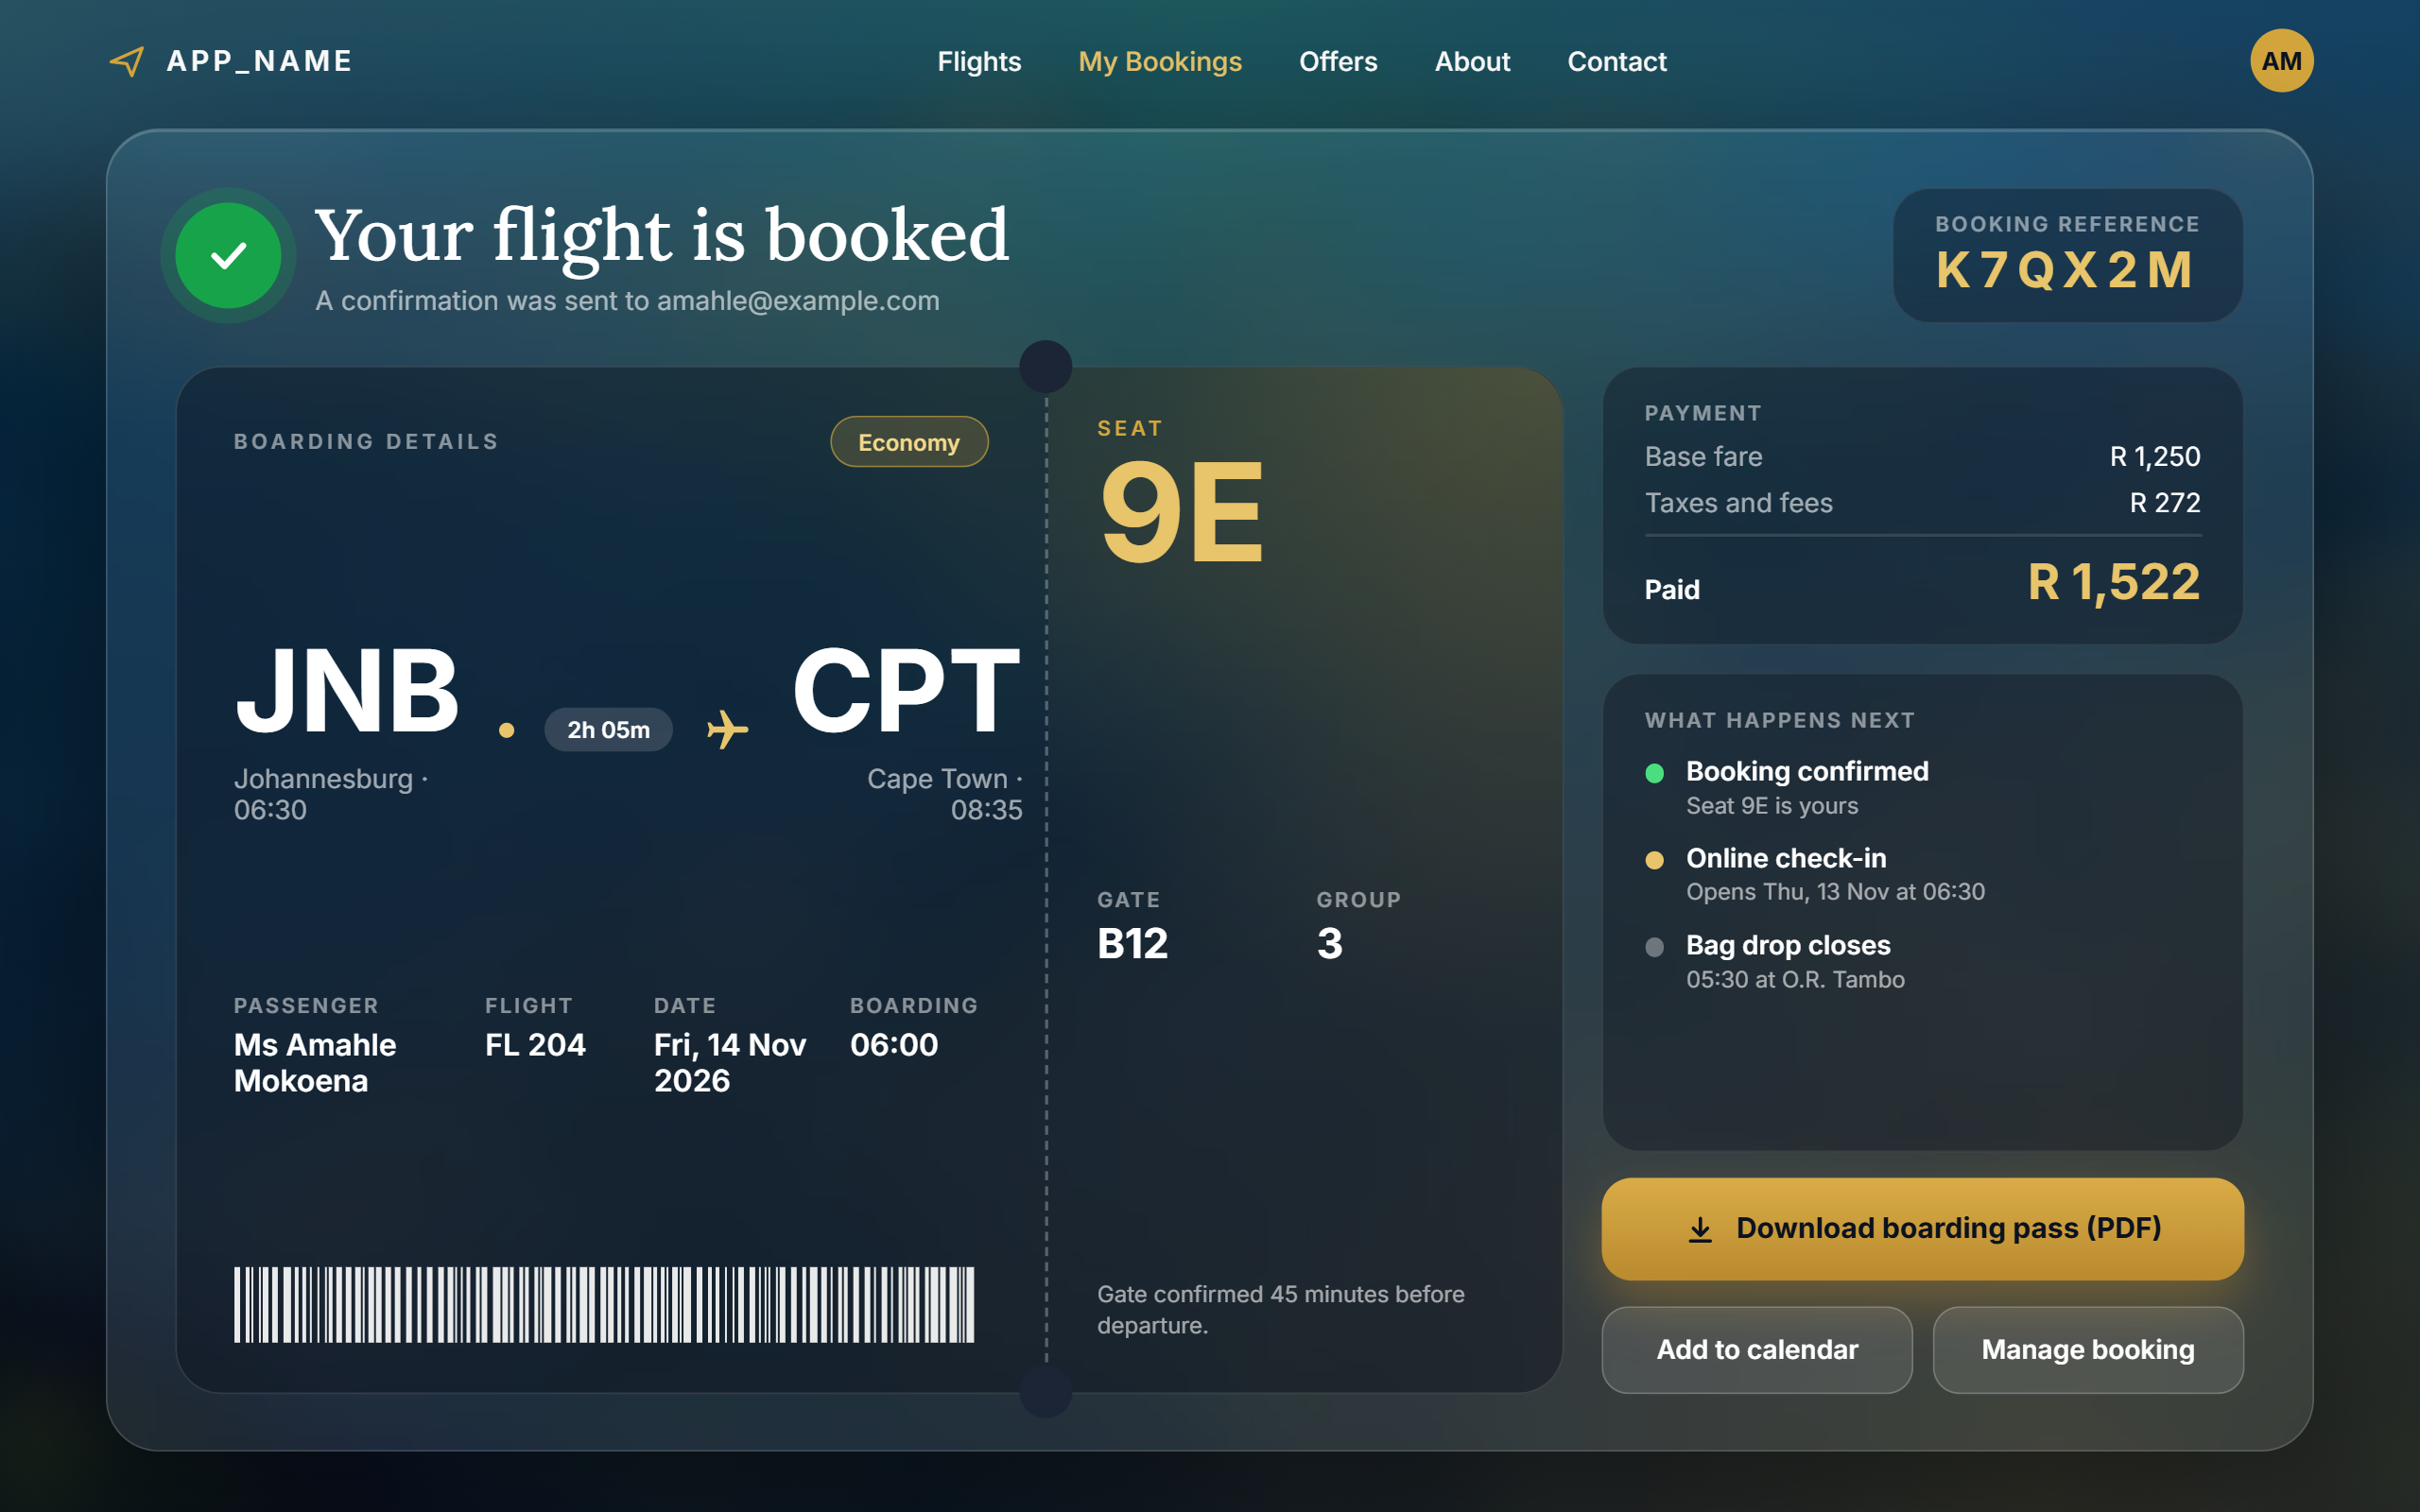 APP_NAME
Flights
My Bookings
Offers
About
Contact
AM
Your flight is booked
A confirmation was sent to amahle@example.com
BOOKING REFERENCE
K7QX2M
BOARDING DETAILS
Economy
JNB
2h 05m
CPT
Johannesburg ·
06:30
Cape Town ·
08:35
PASSENGER
Ms Amahle
Mokoena
FLIGHT
FL 204
DATE
Fri, 14 Nov
2026
BOARDING
06:00
SEAT
9E
GATE
B12
GROUP
3
Gate confirmed 45 minutes before
departure.
PAYMENT
Base fare R 1,250
Taxes and fees R 272
Paid R 1,522
WHAT HAPPENS NEXT
Booking confirmed
Seat 9E is yours
Online check-in
Opens Thu, 13 Nov at 06:30
Bag drop closes
05:30 at O.R. Tambo
Download boarding pass (PDF)
Add to calendar
Manage booking